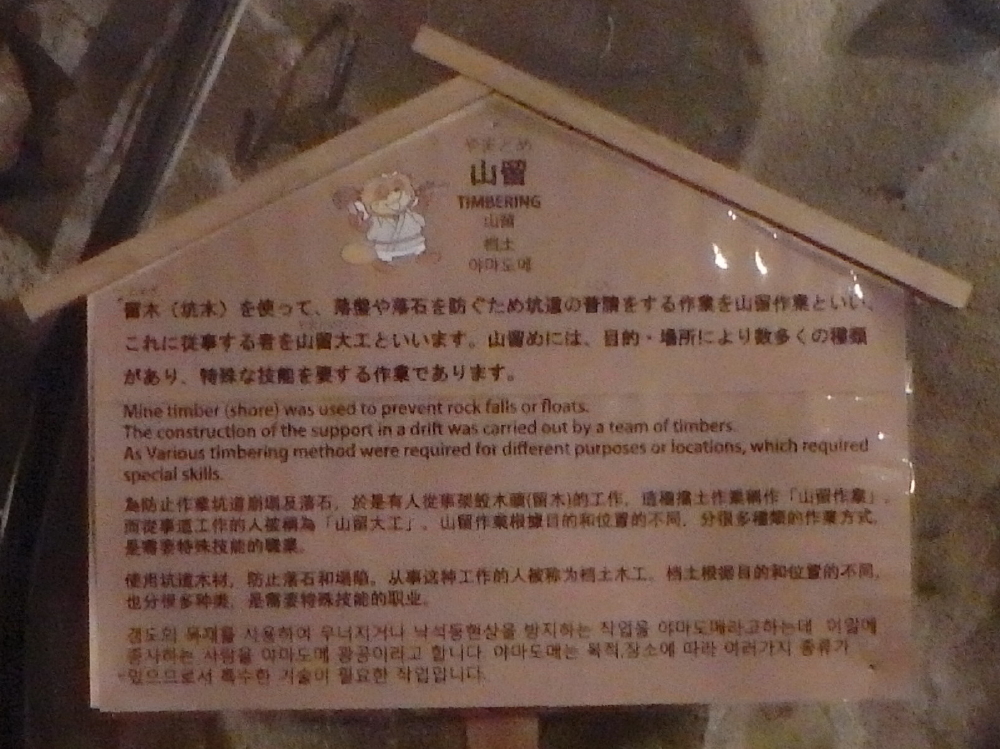 やまとめ
山留
TIMBERING
山留
档土
야마도메
留木（坑木）を使って、落盤や落石を防ぐため坑道の普請をする作業を山留作業といい、
これに従事する者を山留大工といいます。山留めには、目的・場所により数多くの種類
があり、特殊な技能を要する作業であります。
Mine timber (shore) was used to prevent rock falls or floats.
The construction of the support in a drift was carried out by a team of timbers.
As Various timbering method were required for different purposes or locations, which required
special skills.
為防止作業坑道崩塌及落石，於是有人從事架設木礦(留木)的工作，這種擋土作業稱作「山留作業」。
而從事這工作的人被稱為「山留大工」。山留作業根據目的和位置的不同，分很多種類的作業方式，
是需要特殊技能的職業。
使用坑道木材，防止落石和塌陷。从事这种工作的人被称为档土木工。档土根据目的和位置的不同，
也分很多种类，是需要特殊技能的职业。
갱도의 목재를 사용하여 무너지거나 낙석등현상을 방지하는 작업을 야마도메라고하는데 이일에
종사하는 사람을 야마도메 광공이라고 합니다 야마도메는 목적,장소에 따라 여러가지 종류가
있으므로서 특수한 기술이 필요한 작업입니다.